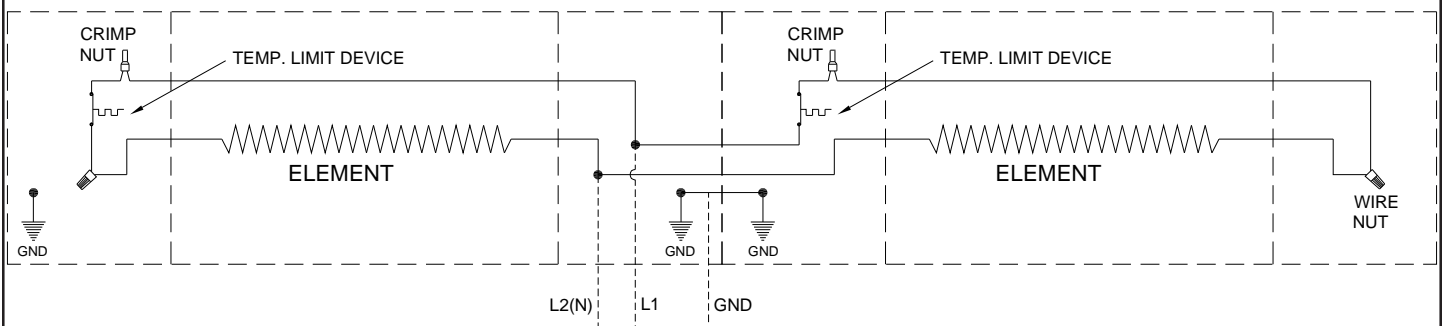 CRIMP
NUT
TEMP. LIMIT DEVICE
ELEMENT
GND
CRIMP
NUT
TEMP. LIMIT DEVICE
ELEMENT
WIRE
NUT
GND
GND
L2(N)
L1
GND